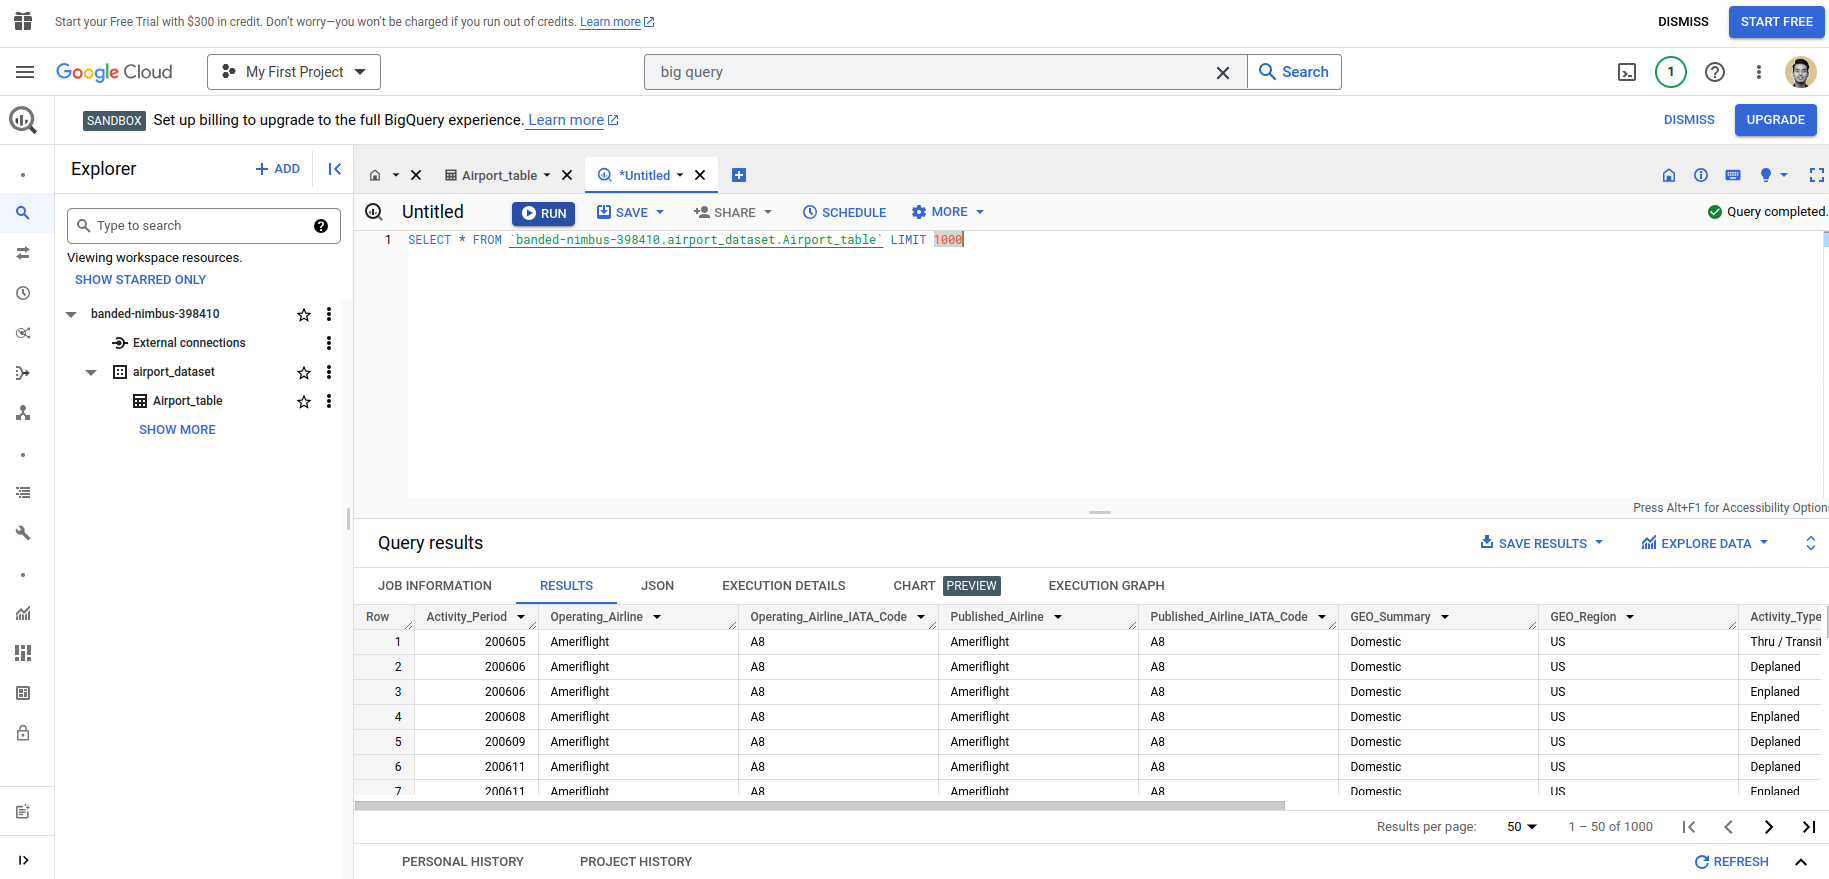 Start your Free Trial with $300 in credit. Don’t worry—you won’t be charged if you run out of credits. Learn more DISMISS START FREE
Google Cloud My First Project big query Search 1
SANDBOX Set up billing to upgrade to the full BigQuery experience. Learn more DISMISS UPGRADE
Explorer + ADD
Airport_table *Untitled
Untitled RUN SAVE SHARE SCHEDULE MORE Query completed.
Type to search
Viewing workspace resources.
SHOW STARRED ONLY
banded-nimbus-398410
External connections
airport_dataset
Airport_table
SHOW MORE
1 SELECT * FROM `banded-nimbus-398410.airport_dataset.Airport_table` LIMIT 1000
Press Alt+F1 for Accessibility Option
Query results SAVE RESULTS EXPLORE DATA
JOB INFORMATION RESULTS JSON EXECUTION DETAILS CHART PREVIEW EXECUTION GRAPH
Row Activity_Period Operating_Airline Operating_Airline_IATA_Code Published_Airline Published_Airline_IATA_Code GEO_Summary GEO_Region Activity_Type
1 200605 Ameriflight A8 Ameriflight A8 Domestic US Thru / Transit
2 200606 Ameriflight A8 Ameriflight A8 Domestic US Deplaned
3 200606 Ameriflight A8 Ameriflight A8 Domestic US Enplaned
4 200608 Ameriflight A8 Ameriflight A8 Domestic US Enplaned
5 200609 Ameriflight A8 Ameriflight A8 Domestic US Deplaned
6 200611 Ameriflight A8 Ameriflight A8 Domestic US Deplaned
7 200611 Ameriflight A8 Ameriflight A8 Domestic US Enplaned
Results per page: 50 1 – 50 of 1000
PERSONAL HISTORY PROJECT HISTORY REFRESH